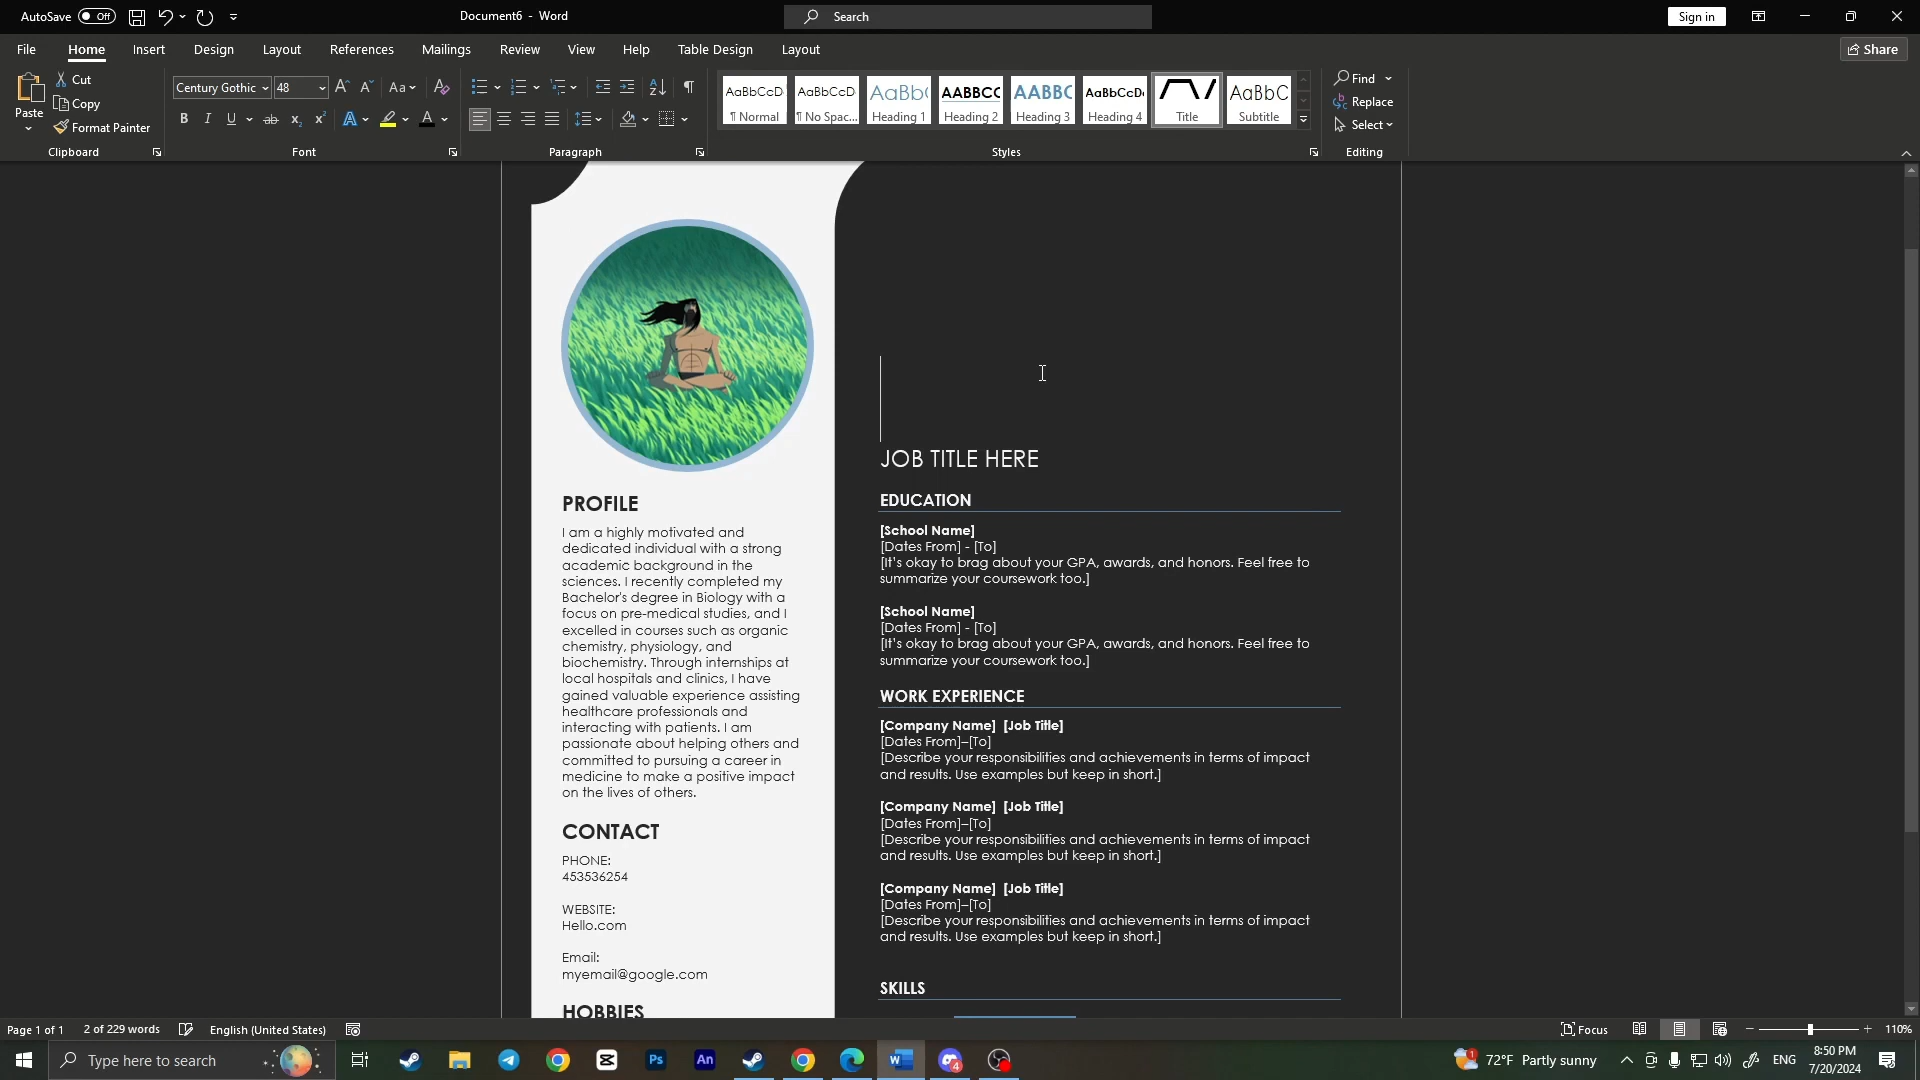 AutoSave Off
Document6 - Word
Search
Sign in
File Home Insert Design Layout References Mailings Review View Help Table Design Layout
Share
Paste
Cut
Copy
Format Painter
Clipboard
Century Gothic 48
Font
Paragraph
AaBbCcD
¶ Normal
AaBbCcD
¶ No Spac...
AaBb(
Heading 1
AABBCC
Heading 2
AABBC
Heading 3
AaBbCcDc
Heading 4
Title
AaBbC
Subtitle
Styles
Find
Replace
Select
Editing
PROFILE
I am a highly motivated and
dedicated individual with a strong
academic background in the
sciences. I recently completed my
Bachelor's degree in Biology with a
focus on pre-medical studies, and I
excelled in courses such as organic
chemistry, physiology, and
biochemistry. Through internships at
local hospitals and clinics, I have
gained valuable experience assisting
healthcare professionals and
interacting with patients. I am
passionate about helping others and
committed to pursuing a career in
medicine to make a positive impact
on the lives of others.
CONTACT
PHONE:
453536254
WEBSITE:
Hello.com
Email:
myemail@google.com
HOBBIES
JOB TITLE HERE
EDUCATION
[School Name]
[Dates From] - [To]
[It's okay to brag about your GPA, awards, and honors. Feel free to
summarize your coursework too.]
[School Name]
[Dates From] - [To]
[It's okay to brag about your GPA, awards, and honors. Feel free to
summarize your coursework too.]
WORK EXPERIENCE
[Company Name] [Job Title]
[Dates From]–[To]
[Describe your responsibilities and achievements in terms of impact
and results. Use examples but keep in short.]
[Company Name] [Job Title]
[Dates From]–[To]
[Describe your responsibilities and achievements in terms of impact
and results. Use examples but keep in short.]
[Company Name] [Job Title]
[Dates From]–[To]
[Describe your responsibilities and achievements in terms of impact
and results. Use examples but keep in short.]
SKILLS
Page 1 of 1 2 of 229 words English (United States)
Focus
110%
Type here to search
72°F Partly sunny
ENG
8:50 PM
7/20/2024